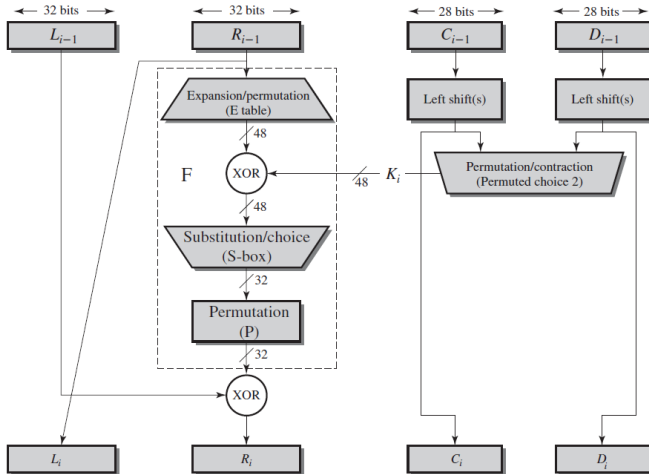 32 bits
32 bits
28 bits
28 bits
L_{i–1}
R_{i–1}
C_{i–1}
D_{i–1}
Expansion/permutation
(E table)
Left shift(s)
Left shift(s)
48
F
XOR
48
K_i
Permutation/contraction
(Permuted choice 2)
48
Substitution/choice
(S-box)
32
Permutation
(P)
32
XOR
L_i
R_i
C_i
D_i